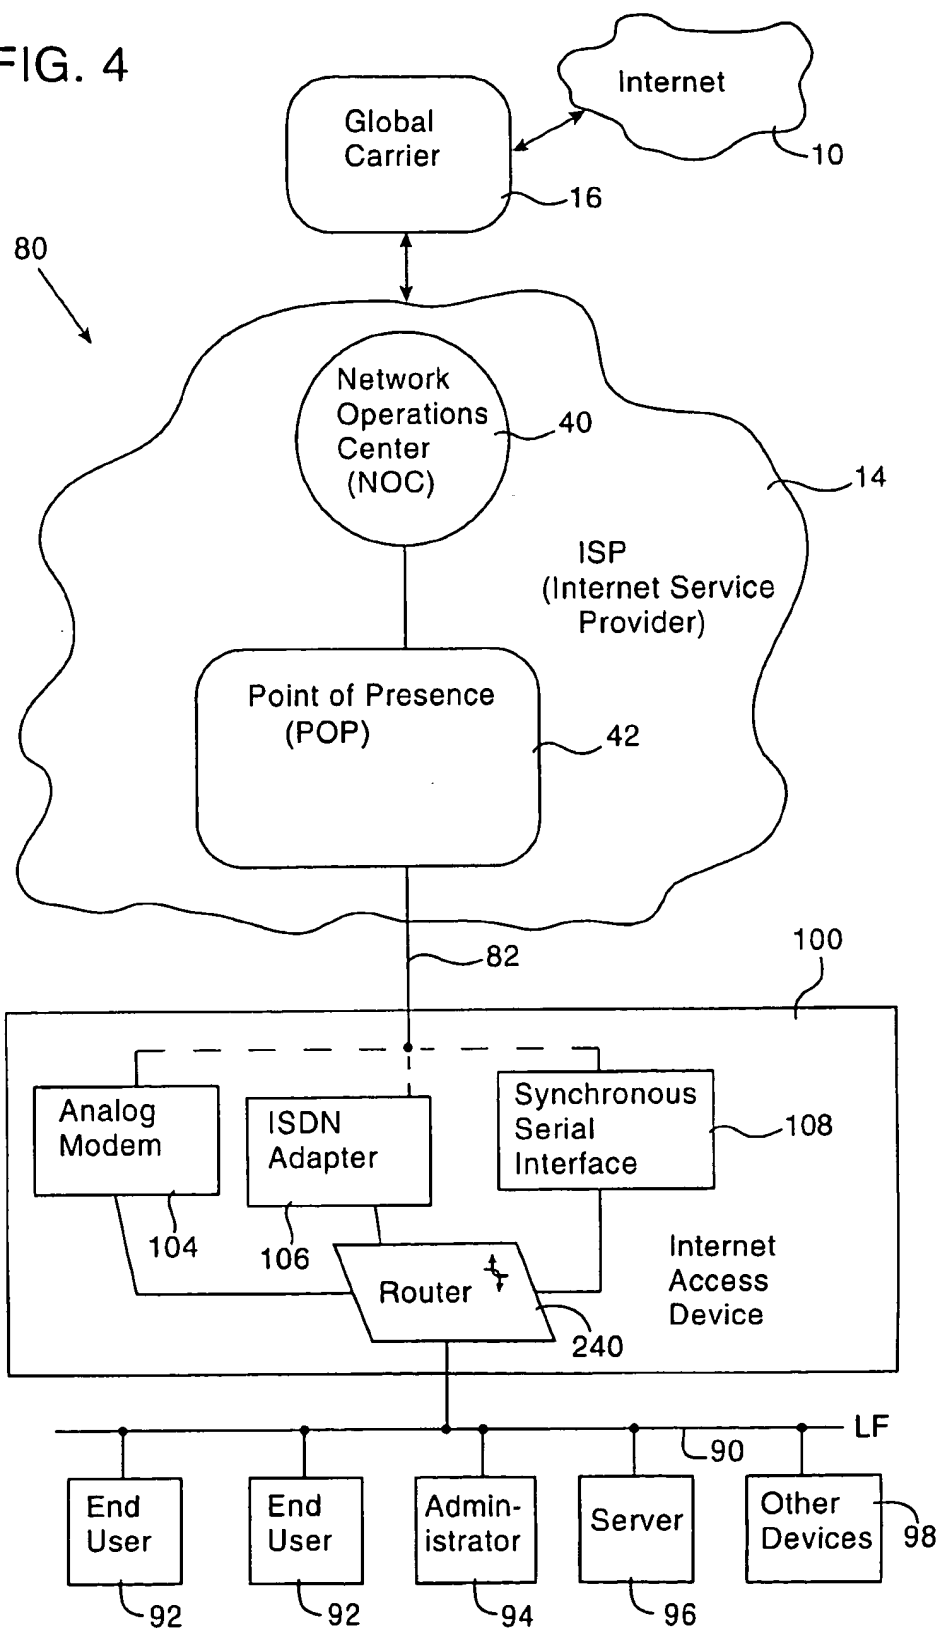 FIG. 4
Internet
10
Global
Carrier
16
80
Network
Operations
Center
(NOC)
40
14
ISP
(Internet Service
Provider)
Point of Presence
(POP)
42
82
100
Analog
Modem
104
ISDN
Adapter
106
Synchronous
Serial
Interface
108
Router
240
Internet
Access
Device
LF
90
End
User
92
End
User
92
Admin-
istrator
94
Server
96
Other
Devices
98